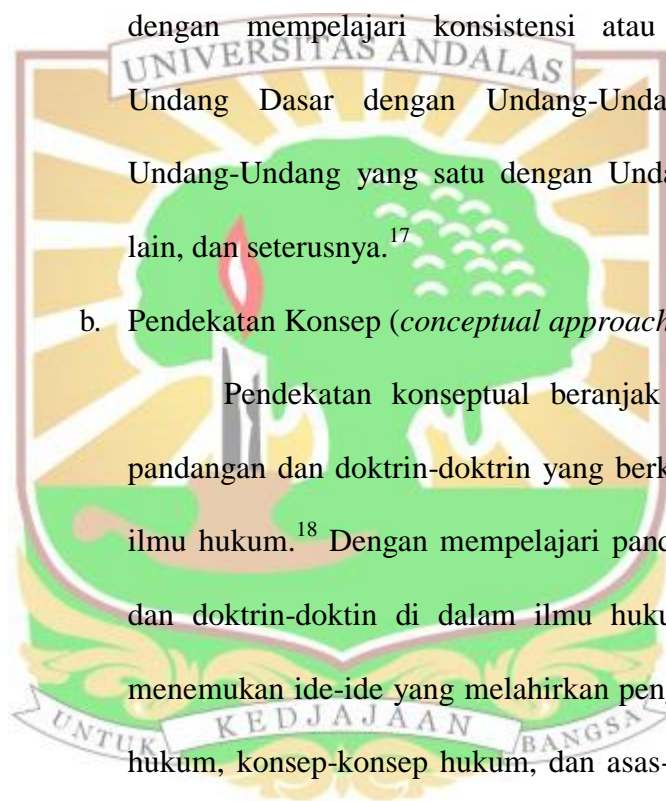 dengan mempelajari konsistensi atau
UNIVERSITAS ANDALAS
Undang Dasar dengan Undang-Unda
Undang-Undang yang satu dengan Unda
lain, dan seterusnya.17
b. Pendekatan Konsep (conceptual approach
Pendekatan konseptual beranjak
pandangan dan doktrin-doktrin yang berk
ilmu hukum.18 Dengan mempelajari pand
dan doktrin-doktin di dalam ilmu huku
menemukan ide-ide yang melahirkan peng
UNTUK KEDJAJAAN BANGSA
hukum, konsep-konsep hukum, dan asas-